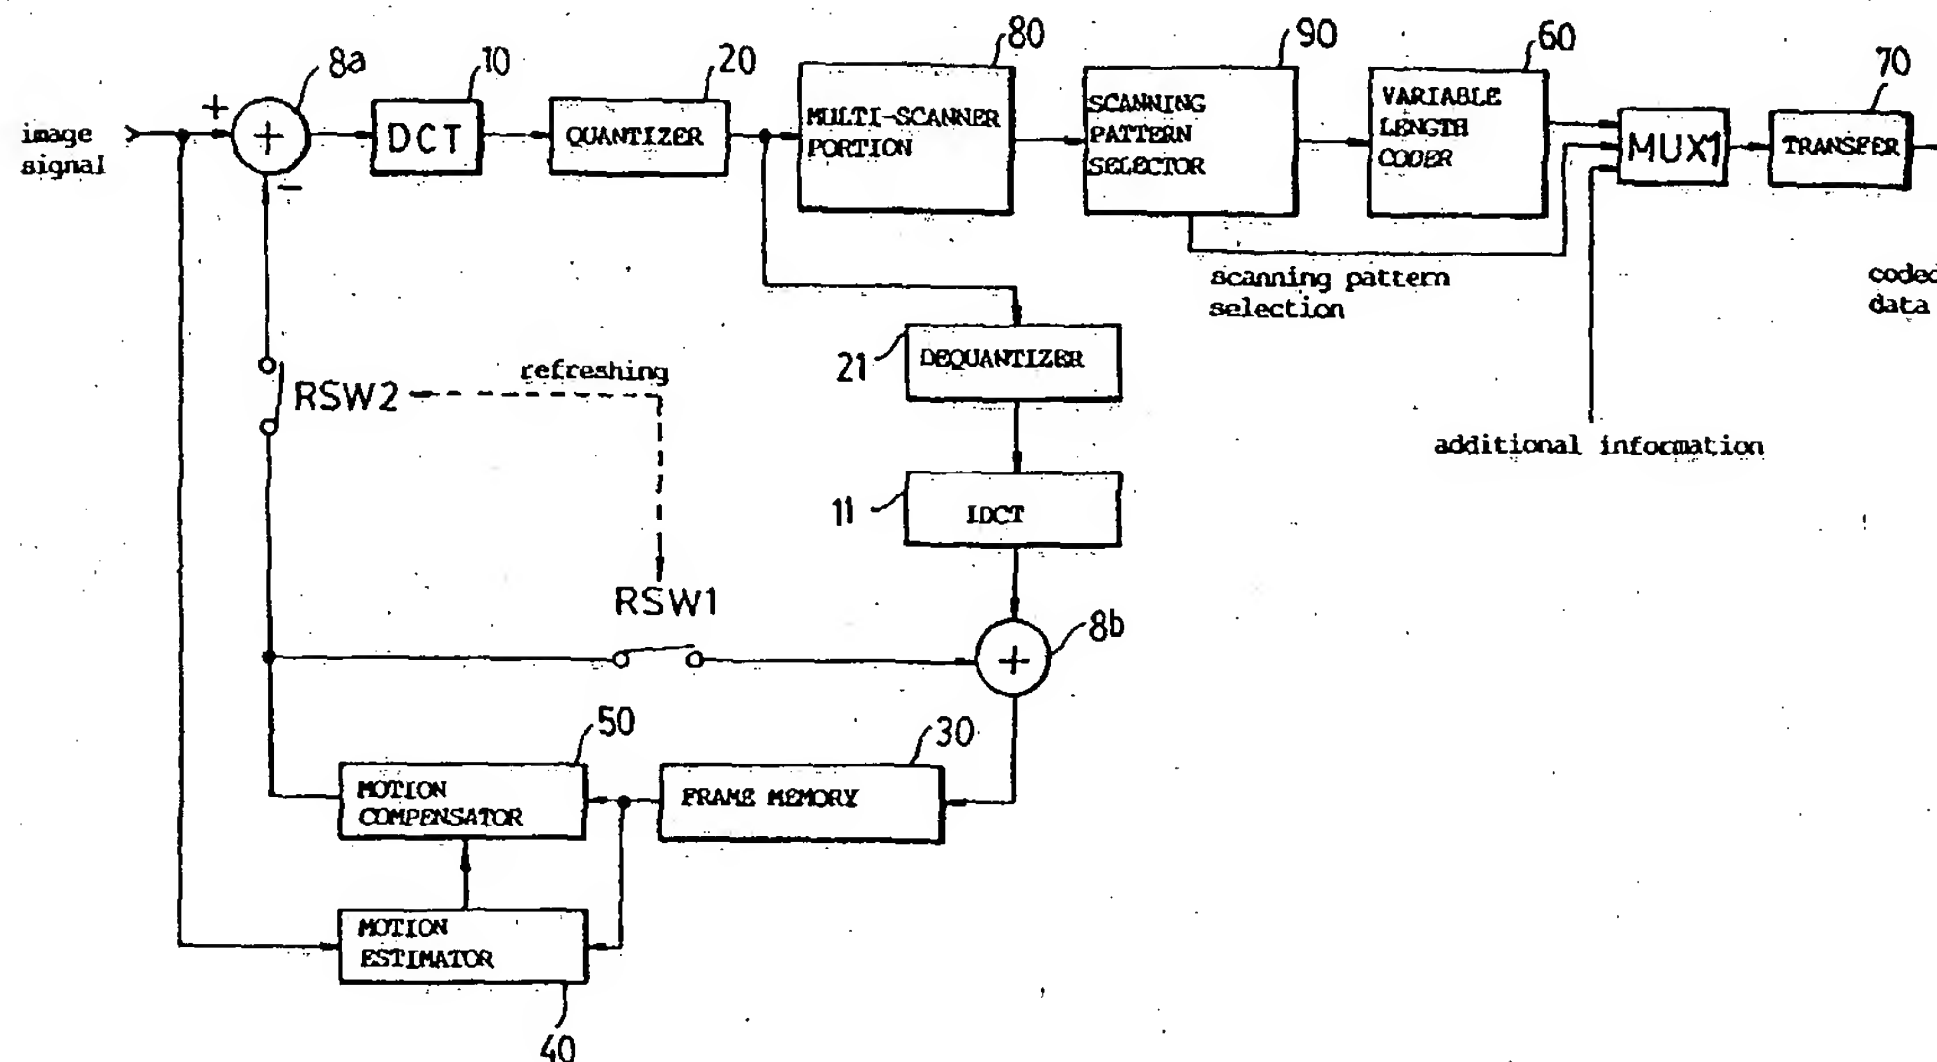 8a
10
20
80
90
60
70
image
signal
+
+
DCT
QUANTIZER
MULTI-SCANNER
PORTION
SCANNING
PATTERN
SELECTOR
VARIABLE
LENGTH
CODER
MUX1
TRANSFER
-
scanning pattern
selection
coded
data
21
DEQUANTIZER
refreshing
RSW2
additional information
11
IDCT
RSW1
8b
+
50
30
MOTION
COMPENSATOR
FRAME MEMORY
MOTION
ESTIMATOR
40